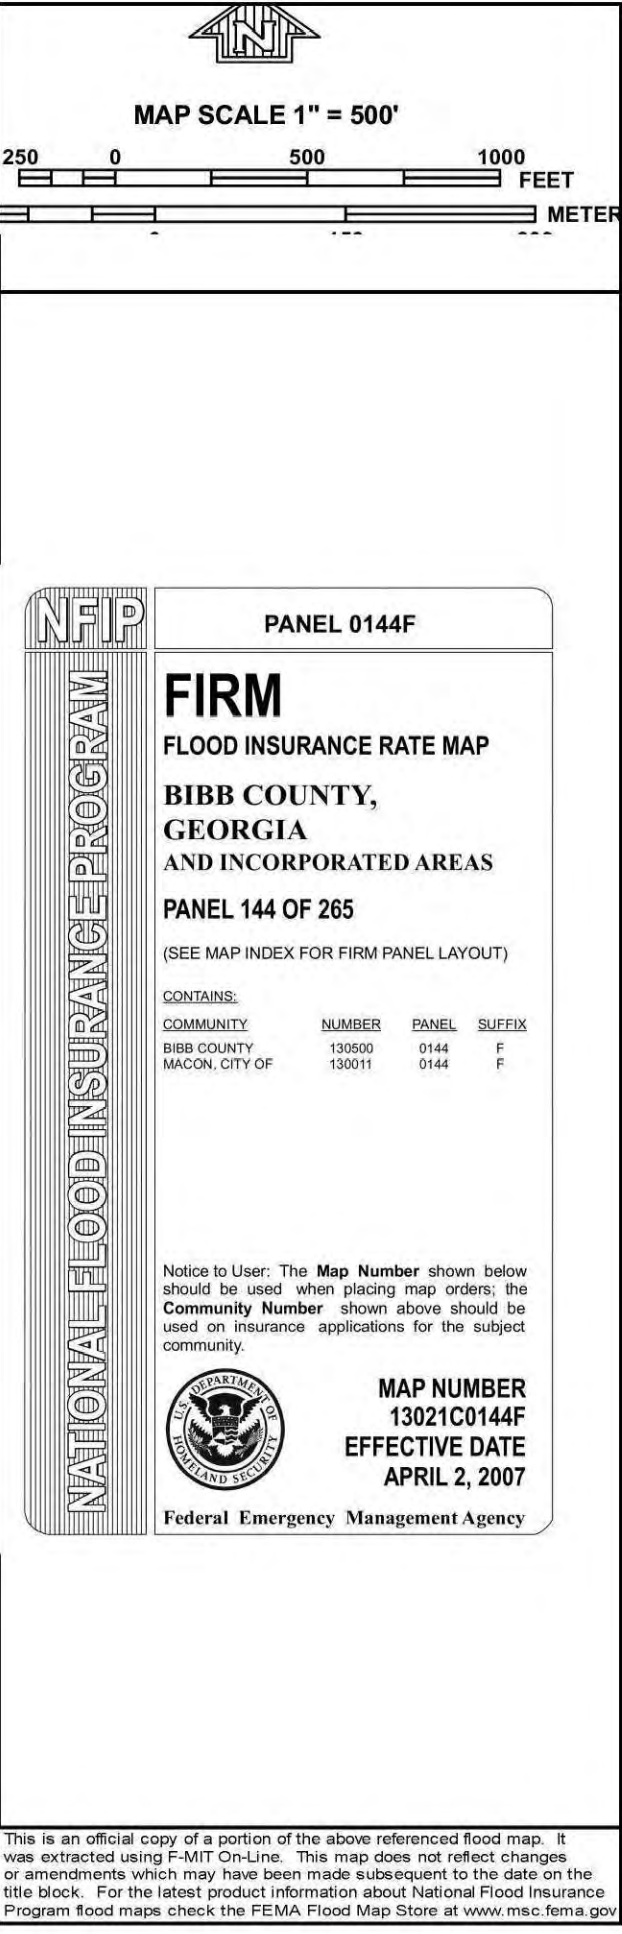 N
MAP SCALE 1" = 500'
250 0 500 1000
FEET
METER
NFIP
PANEL 0144F
NATIONAL FLOOD INSURANCE PROGRAM
FIRM
FLOOD INSURANCE RATE MAP
BIBB COUNTY,
GEORGIA
AND INCORPORATED AREAS
PANEL 144 OF 265
(SEE MAP INDEX FOR FIRM PANEL LAYOUT)
CONTAINS:
COMMUNITY NUMBER PANEL SUFFIX
BIBB COUNTY 130500 0144 F
MACON, CITY OF 130011 0144 F
Notice to User: The Map Number shown below
should be used when placing map orders; the
Community Number shown above should be
used on insurance applications for the subject
community.
U.S. DEPARTMENT OF HOMELAND SECURITY
MAP NUMBER
13021C0144F
EFFECTIVE DATE
APRIL 2, 2007
Federal Emergency Management Agency
This is an official copy of a portion of the above referenced flood map. It
was extracted using F-MIT On-Line. This map does not reflect changes
or amendments which may have been made subsequent to the date on the
title block. For the latest product information about National Flood Insurance
Program flood maps check the FEMA Flood Map Store at www.msc.fema.gov